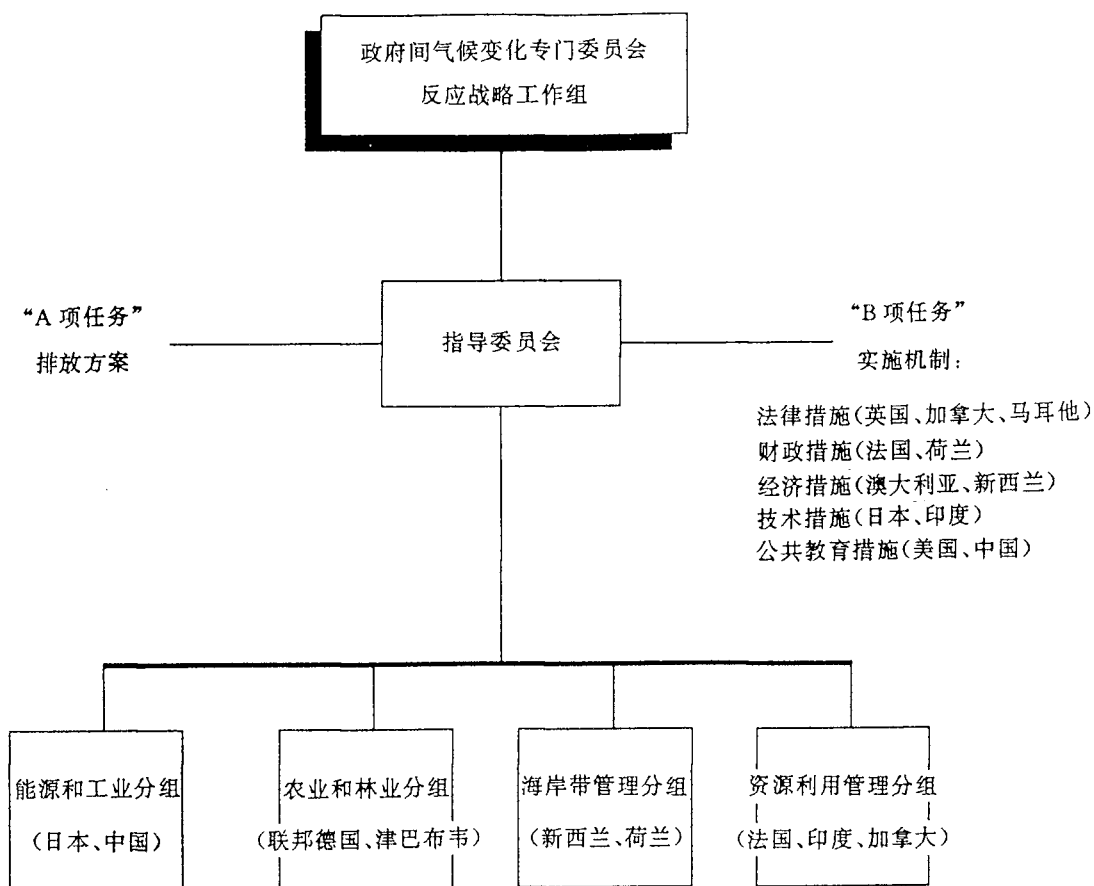 政府间气候变化专门委员会
反应战略工作组
“A 项任务”
排放方案
指导委员会
“B 项任务”
实施机制:
法律措施(英国、加拿大、马耳他)
财政措施(法国、荷兰)
经济措施(澳大利亚、新西兰)
技术措施(日本、印度)
公共教育措施(美国、中国)
能源和工业分组
(日本、中国)
农业和林业分组
(联邦德国、津巴布韦)
海岸带管理分组
(新西兰、荷兰)
资源利用管理分组
(法国、印度、加拿大)